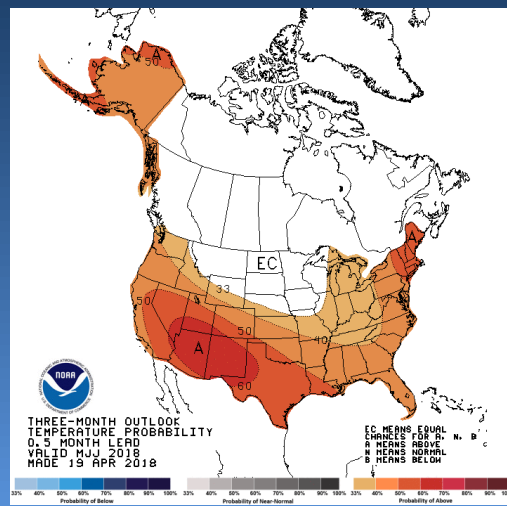 A
50
A
EC
33
50
50
40
A
60
NOAA
THREE-MONTH OUTLOOK
TEMPERATURE PROBABILITY
0.5 MONTH LEAD
VALID MJJ 2018
MADE 19 APR 2018
EC MEANS EQUAL
CHANCES FOR A, N, B
A MEANS ABOVE
N MEANS NORMAL
B MEANS BELOW
33% 40% 50% 60% 70% 80% 90% 100%
Probability of Below
33% 40% 50% 60% 70% 80% 90% 100%
Probability of Near-Normal
33% 40% 50% 60% 70% 80% 90% 100%
Probability of Above